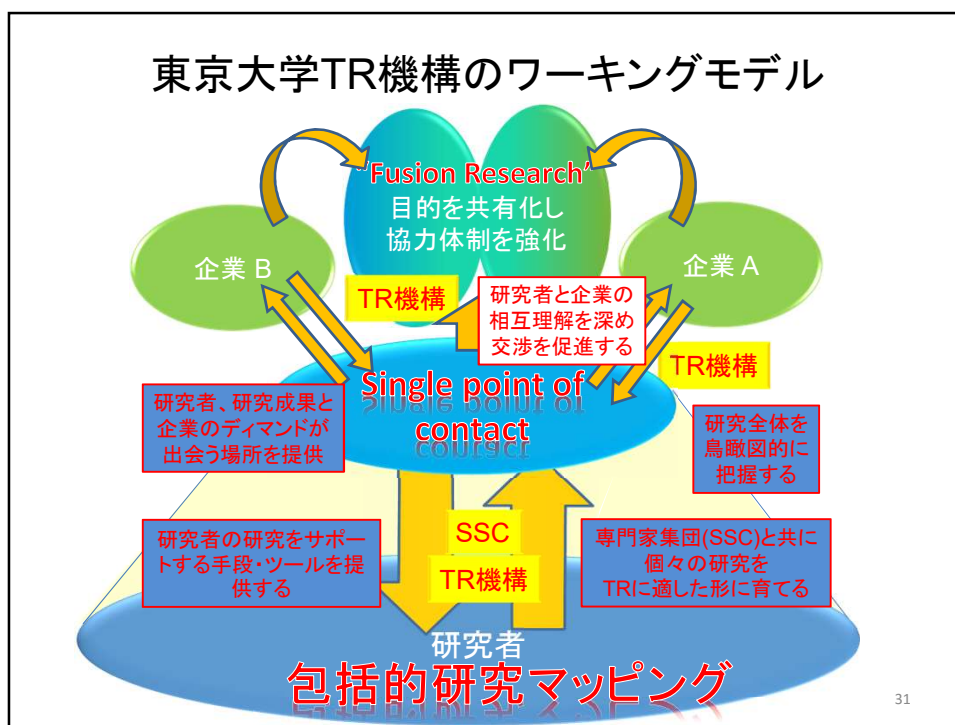 東京大学TR機構のワーキングモデル
"Fusion Research"
目的を共有化し
協力体制を強化
企業 B
企業 A
TR機構
研究者と企業の
相互理解を深め
交渉を促進する
TR機構
Single point of
contact
研究者、研究成果と
企業のディマンドが
出会う場所を提供
研究全体を
鳥瞰図的に
把握する
研究者の研究をサポー
トする手段・ツールを提
供する
SSC
TR機構
専門家集団(SSC)と共に
個々の研究を
TRに適した形に育てる
研究者
包括的研究マッピング
31